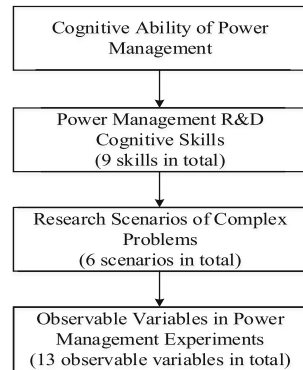 Cognitive Ability of Power
Management
Power Management R&D
Cognitive Skills
(9 skills in total)
Research Scenarios of Complex
Problems
(6 scenarios in total)
Observable Variables in Power
Management Experiments
(13 observable variables in total)